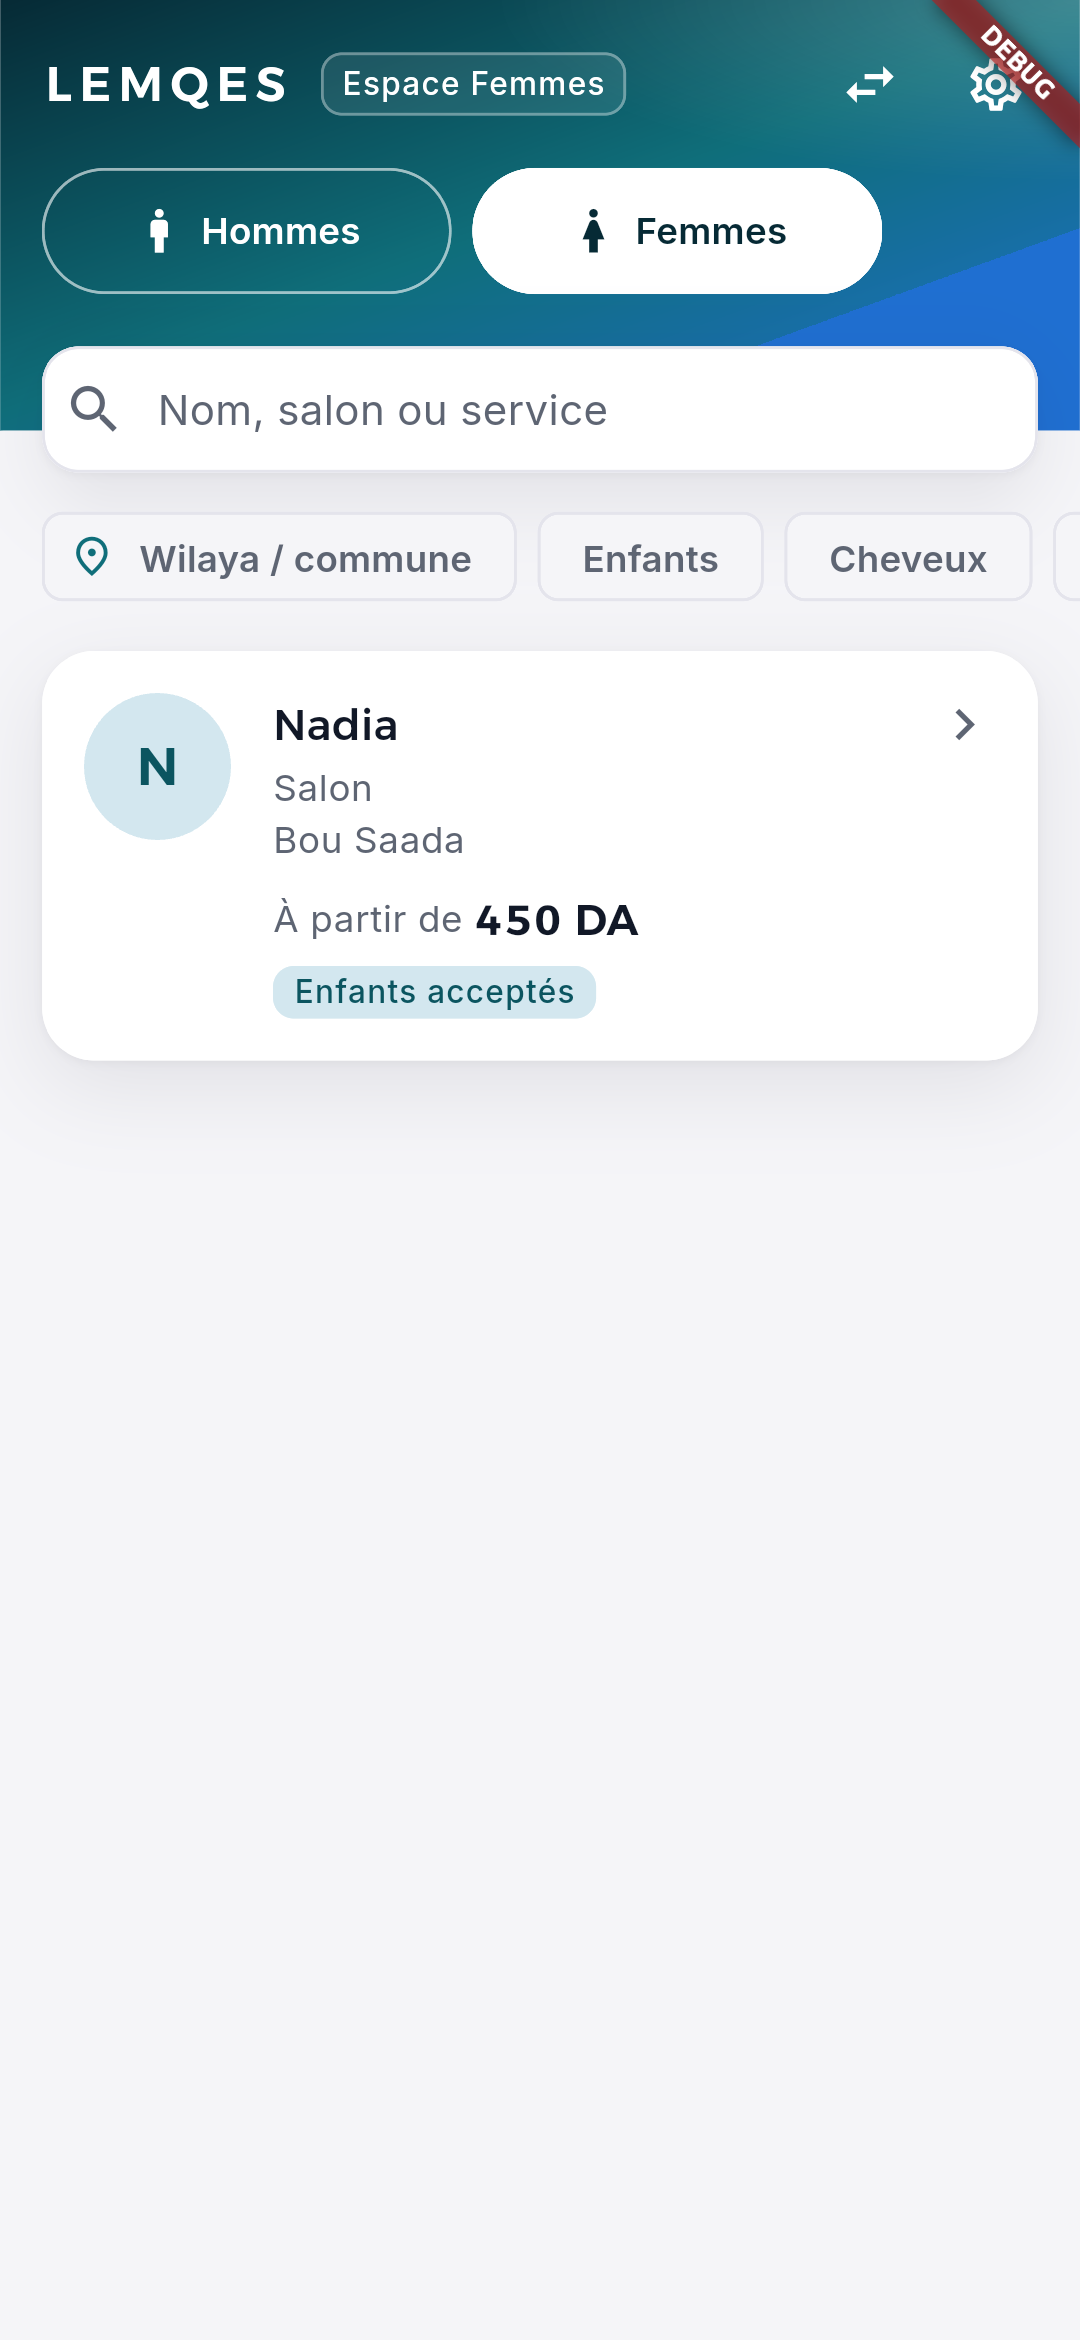 LEMQES
Espace Femmes
DEBUG
Hommes
Femmes
Nom, salon ou service
Wilaya / commune
Enfants
Cheveux
N
Nadia
Salon
Bou Saada
À partir de 450 DA
Enfants acceptés